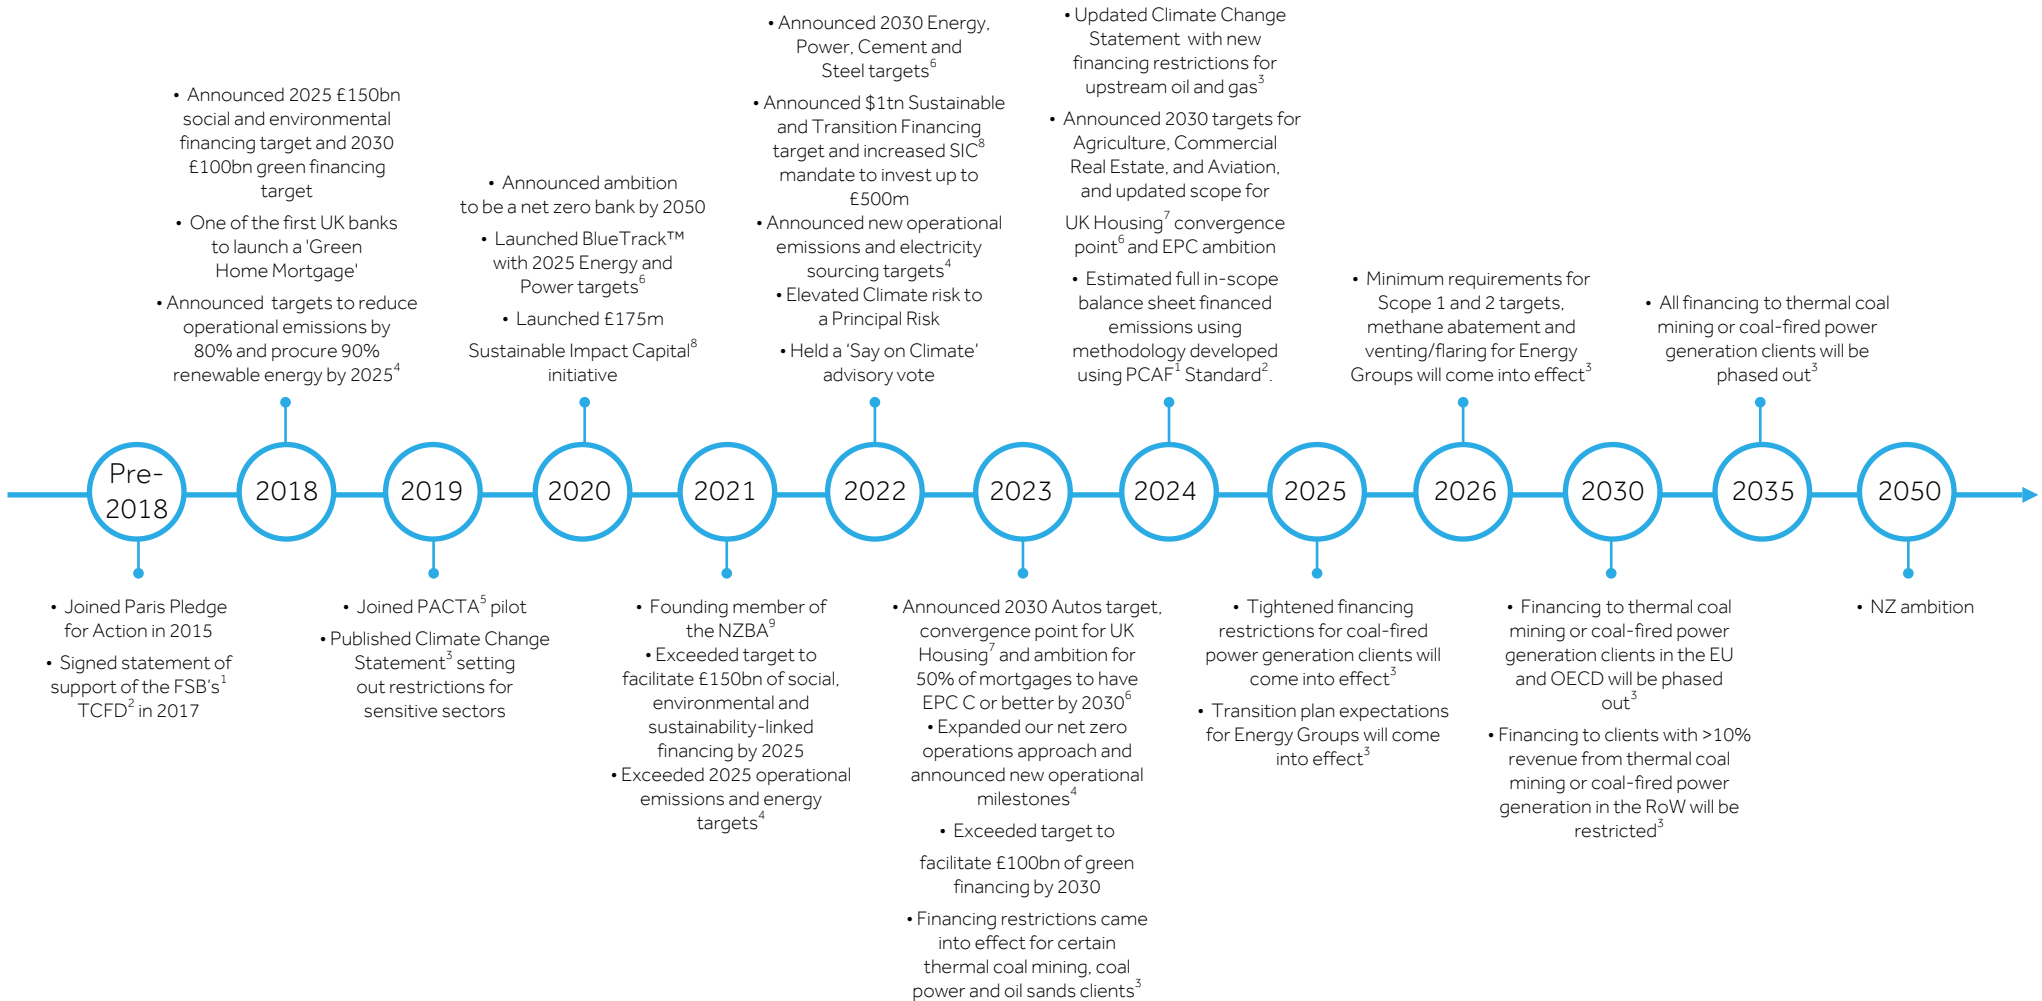 • Announced 2025 £150bn
social and environmental
financing target and 2030
£100bn green financing
target
• One of the first UK banks
to launch a 'Green
Home Mortgage'
• Announced targets to reduce
operational emissions by
80% and procure 90%
renewable energy by 2025⁴
• Announced ambition
to be a net zero bank by 2050
• Launched BlueTrack™
with 2025 Energy and
Power targets⁶
• Launched £175m
Sustainable Impact Capital⁸
initiative
• Announced 2030 Energy,
Power, Cement and
Steel targets⁶
• Announced $1tn Sustainable
and Transition Financing
target and increased SIC⁸
mandate to invest up to
£500m
• Announced new operational
emissions and electricity
sourcing targets⁴
• Elevated Climate risk to
a Principal Risk
• Held a ‘Say on Climate’
advisory vote
• Updated Climate Change
Statement with new
financing restrictions for
upstream oil and gas³
• Announced 2030 targets for
Agriculture, Commercial
Real Estate, and Aviation,
and updated scope for
UK Housing⁷ convergence
point⁶ and EPC ambition
• Estimated full in-scope
balance sheet financed
emissions using
methodology developed
using PCAF¹ Standard².
• Minimum requirements for
Scope 1 and 2 targets,
methane abatement and
venting/flaring for Energy
Groups will come into effect³
• All financing to thermal coal
mining or coal-fired power
generation clients will be
phased out³
Pre-
2018
2018
2019
2020
2021
2022
2023
2024
2025
2026
2030
2035
2050
• Joined Paris Pledge
for Action in 2015
• Signed statement of
support of the FSB's¹
TCFD² in 2017
• Joined PACTA⁵ pilot
• Published Climate Change
Statement³ setting
out restrictions for
sensitive sectors
• Founding member of
the NZBA⁹
• Exceeded target to
facilitate £150bn of social,
environmental and
sustainability-linked
financing by 2025
• Exceeded 2025 operational
emissions and energy
targets⁴
• Announced 2030 Autos target,
convergence point for UK
Housing⁷ and ambition for
50% of mortgages to have
EPC C or better by 2030⁶
• Expanded our net zero
operations approach and
announced new operational
milestones⁴
• Exceeded target to
facilitate £100bn of green
financing by 2030
• Financing restrictions came
into effect for certain
thermal coal mining, coal
power and oil sands clients³
• Tightened financing
restrictions for coal-fired
power generation clients will
come into effect³
• Transition plan expectations
for Energy Groups will come
into effect³
• Financing to thermal coal
mining or coal-fired power
generation clients in the EU
and OECD will be phased
out³
• Financing to clients with >10%
revenue from thermal coal
mining or coal-fired power
generation in the RoW will be
restricted³
• NZ ambition